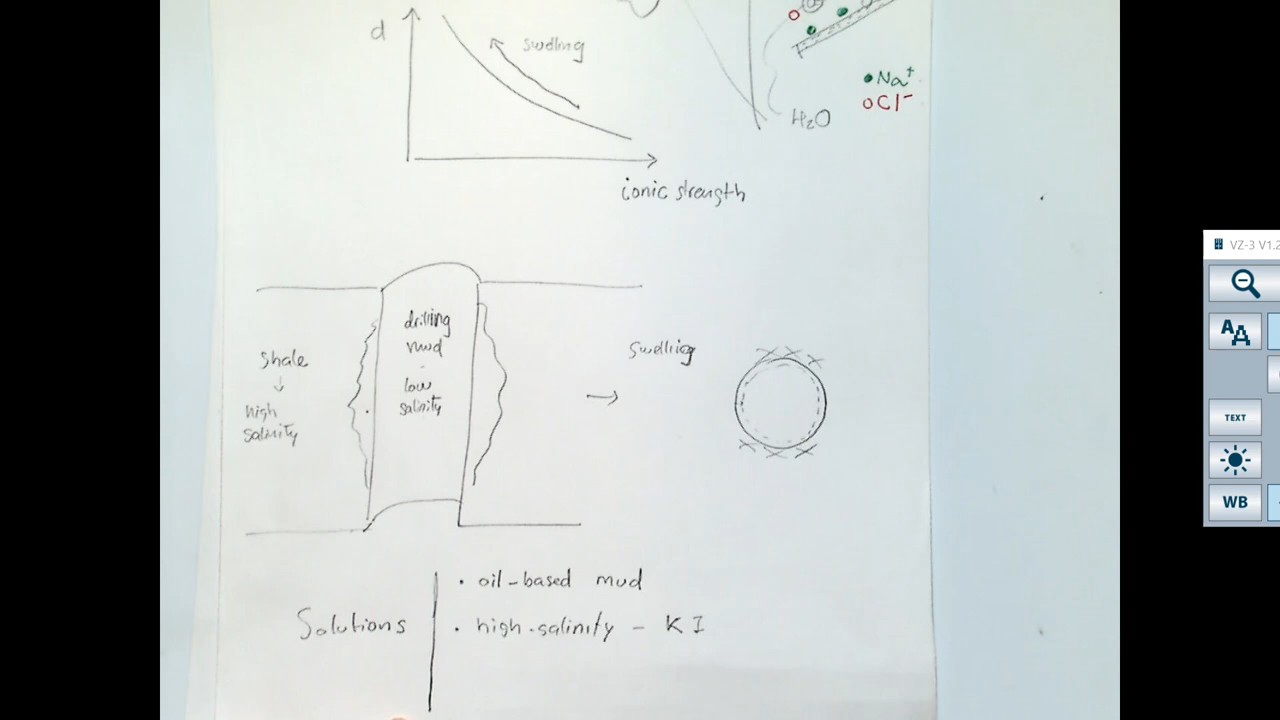 d
swelling
Na⁺
Cl⁻
H₂O
ionic strength
drilling
mud
low
salinity
shale
high
salinity
swelling
Solutions
• oil-based mud
• high-salinity - KI
VZ-3 V1.2
AA
TEXT
WB